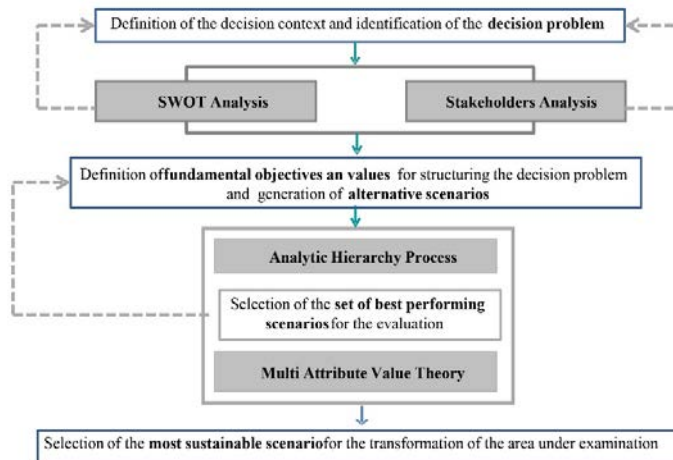 Definition of the decision context and identification of the decision problem
SWOT Analysis
Stakeholders Analysis
Definition offundamental objectives an values for structuring the decision problem
and generation of alternative scenarios
Analytic Hierarchy Process
Selection of the set of best performing
scenarios for the evaluation
Multi Attribute Value Theory
Selection of the most sustainable scenariofor the transformation of the area under examination